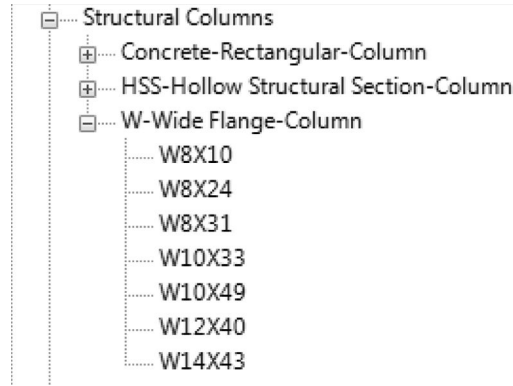 Structural Columns
Concrete-Rectangular-Column
HSS-Hollow Structural Section-Column
W-Wide Flange-Column
W8X10
W8X24
W8X31
W10X33
W10X49
W12X40
W14X43